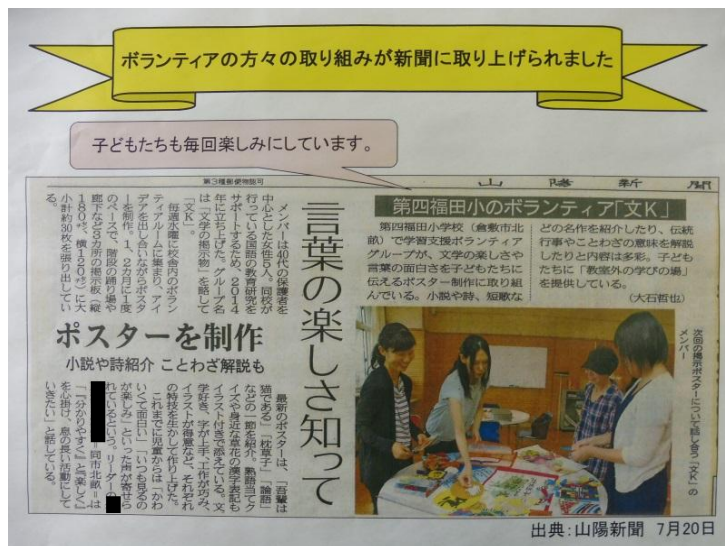 ボランティアの方々の取り組みが新聞に取り上げられました
子どもたちも毎回楽しみにしています。
第3種郵便物認可
山陽新聞
第四福田小のボランティア「文K」
第四福田小学校(倉敷市北
畝)で学習支援ボランティア
グループが、文学の楽しさや
言葉の面白さを子どもたちに
伝えるポスター制作に取り組
んでいる。小説や詩、短歌な
どの名作を紹介したり、伝統
行事やことわざの意味を解説
したりと内容は多彩。子ども
たちに「教室外の学びの場」
を提供している。
(大石哲也)
言葉の楽しさ知って
ポスターを制作
小説や詩紹介 ことわざ解説も
メンバーは40代の保護者を
中心とした女性5人。同校が
行っている国語の教育研究を
サポートするため、2014
年に立ち上げた。グループ名
は「文学の掲示物」を略して
「文K」。
毎週水曜に校舎内のボラン
ティアルームに集まり、アイ
デアを出し合いながらポスタ
ーを制作。1、2カ月に1度
のペースで、階段の踊り場や
廊下など3カ所の掲示板(縦
180㌢、横120㌢)に大
小計約30枚を張り出してい
る。
最新のポスターは、「吾輩は
猫である」「枕草子」「論語」
などの一節を紹介。熟語当てク
イズや身近な草花の漢字表記も
イラスト付きで添えている。文
学好き、字が上手、工作が巧み、
イラストが得意など、それぞれ
の特技を生かして作り上げた。
これまでに児童からは「かわ
いくて面白い」「いつも見るの
が楽しみ」といった声が寄せら
れているという。リーダーの
=同市北畝=は
「『分かりやすく』と『楽しく』
を心掛け、息の長い活動にして
いきたい」と話している。
次回の掲示ポスターについて話し合う「文K」の
メンバー
出典:山陽新聞 7月20日